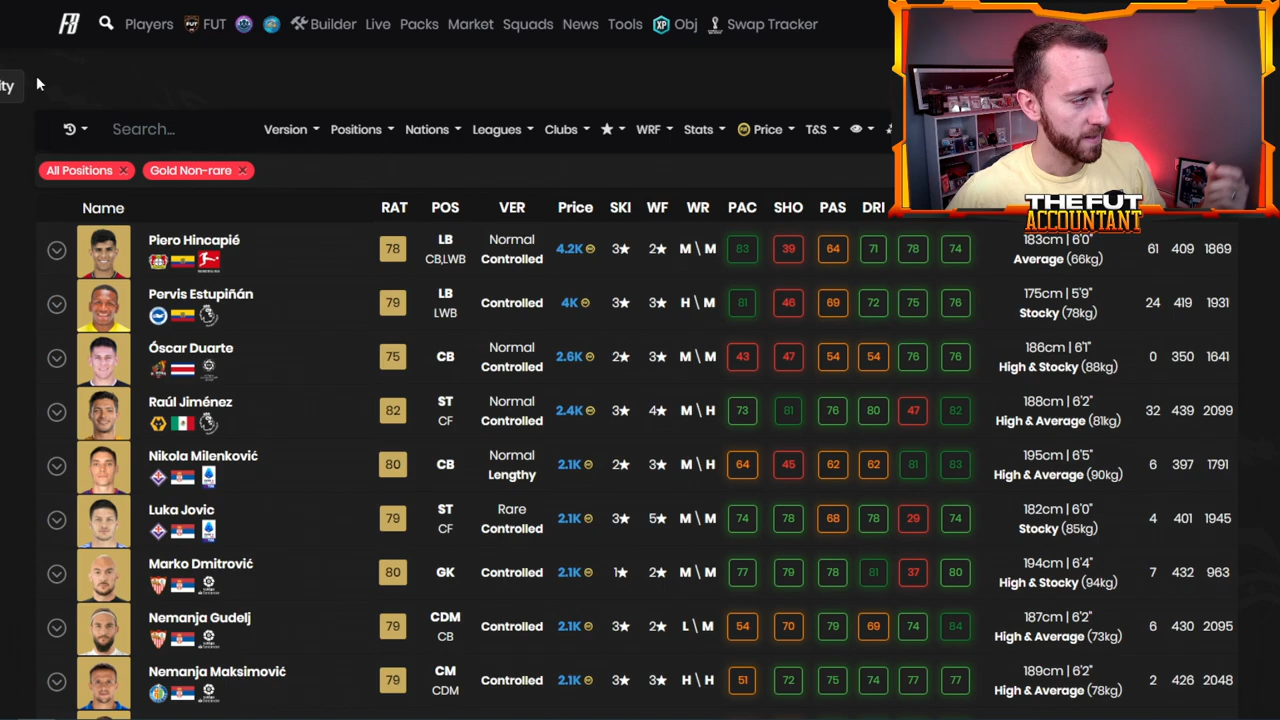 F8 Players FUT Builder Live Packs Market Squads News Tools XP Obj Swap Tracker
ity
Search... Version Positions Nations Leagues Clubs WRF Stats Price T&S
All Positions × Gold Non-rare ×
THE FUT
ACCOUNTANT
Name RAT POS VER Price SKI WF WR PAC SHO PAS DRI
Piero Hincapié 78 LB CB,LWB Normal Controlled 4.2K 3★ 2★ M \ M 83 39 64 71 78 74 183cm | 6'0" Average (66kg) 61 409 1869
Pervis Estupiñán 79 LB LWB Controlled 4K 3★ 3★ H \ M 81 46 69 72 75 76 175cm | 5'9" Stocky (78kg) 24 419 1931
Óscar Duarte 75 CB Normal Controlled 2.6K 2★ 3★ M \ M 43 47 54 54 76 76 186cm | 6'1" High & Stocky (88kg) 0 350 1641
Raúl Jiménez 82 ST CF Normal Controlled 2.4K 3★ 4★ M \ H 73 81 76 80 47 82 188cm | 6'2" High & Average (81kg) 32 439 2099
Nikola Milenković 80 CB Normal Lengthy 2.1K 2★ 3★ M \ H 64 45 62 62 81 83 195cm | 6'5" High & Average (90kg) 6 397 1791
Luka Jovic 79 ST CF Rare Controlled 2.1K 3★ 5★ M \ M 74 78 68 78 29 74 182cm | 6'0" Stocky (85kg) 4 401 1945
Marko Dmitrović 80 GK Controlled 2.1K 1★ 2★ M \ M 77 79 78 81 37 80 194cm | 6'4" High & Stocky (94kg) 7 432 963
Nemanja Gudelj 79 CDM CB Controlled 2.1K 3★ 2★ L \ M 54 70 79 69 74 84 187cm | 6'2" High & Average (73kg) 6 430 2095
Nemanja Maksimović 79 CM CDM Controlled 2.1K 3★ 3★ H \ H 51 72 75 74 77 77 189cm | 6'2" High & Average (78kg) 2 426 2048